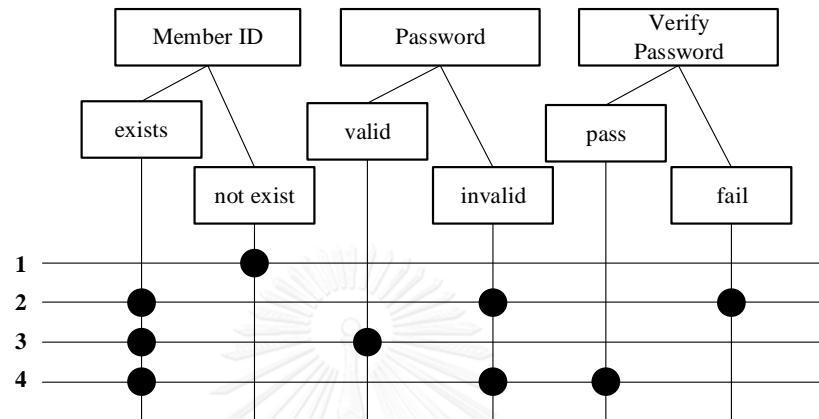 Member ID
Password
Verify
Password
exists
valid
pass
not exist
invalid
fail
1
2
3
4